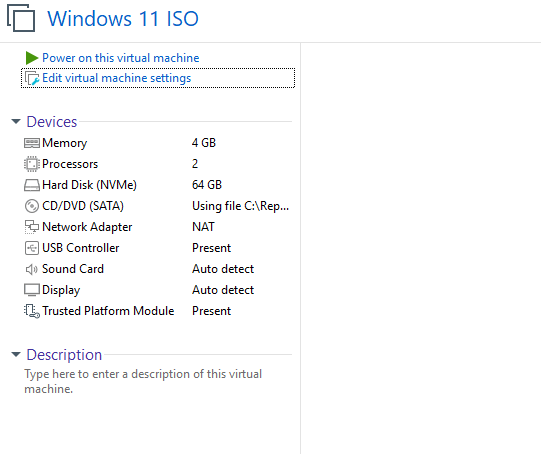 Windows 11 ISO
Power on this virtual machine
Edit virtual machine settings
Devices
Memory 4 GB
Processors 2
Hard Disk (NVMe) 64 GB
CD/DVD (SATA) Using file C:\Rep...
Network Adapter NAT
USB Controller Present
Sound Card Auto detect
Display Auto detect
Trusted Platform Module Present
Description
Type here to enter a description of this virtual
machine.